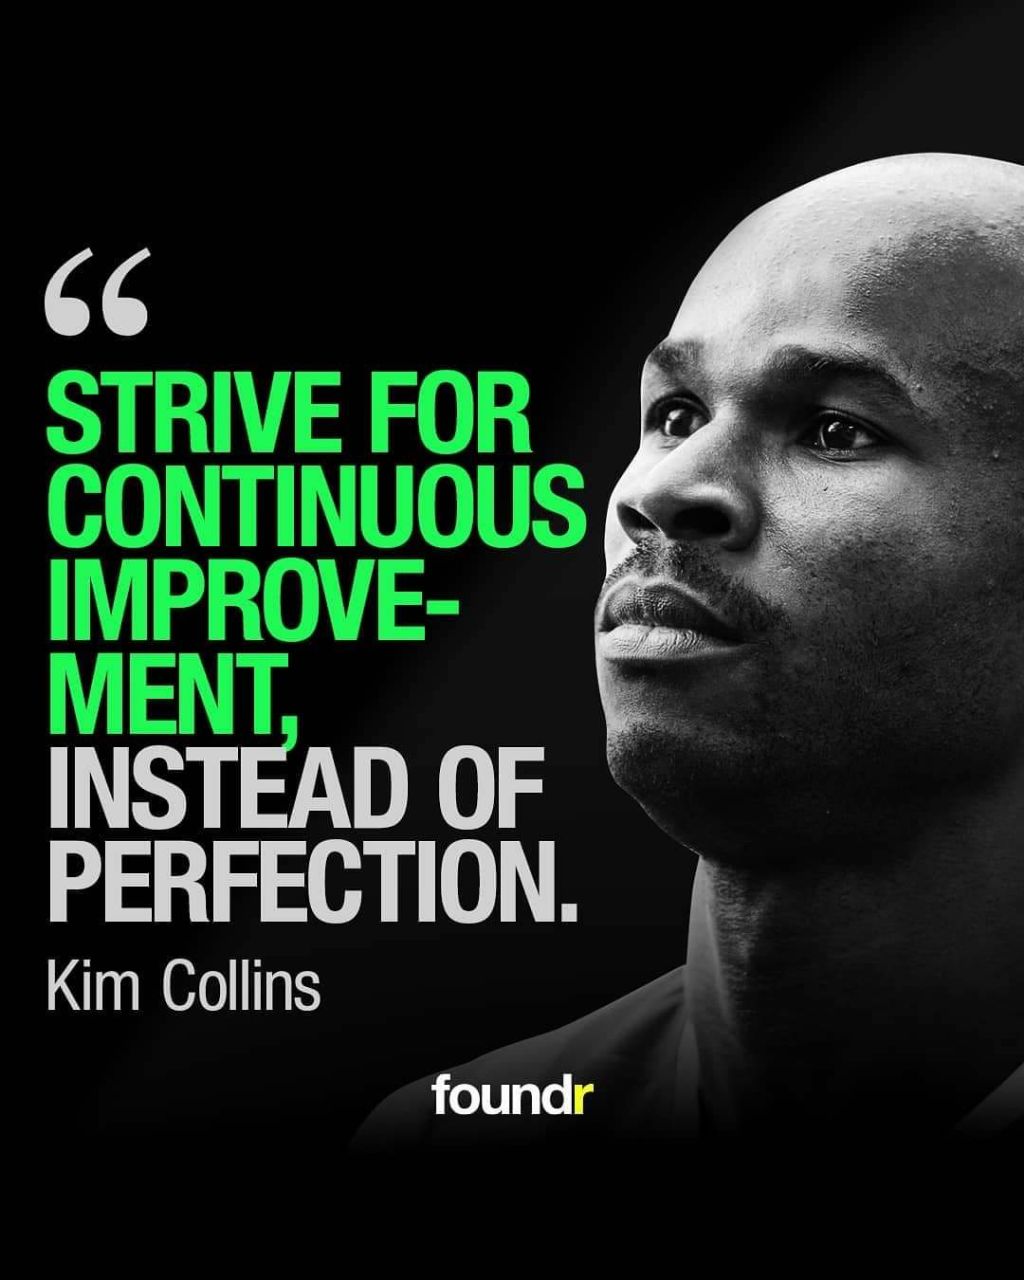 “
STRIVE FOR
CONTINUOUS
IMPROVE-
MENT,
INSTEAD OF
PERFECTION.
Kim Collins
foundr